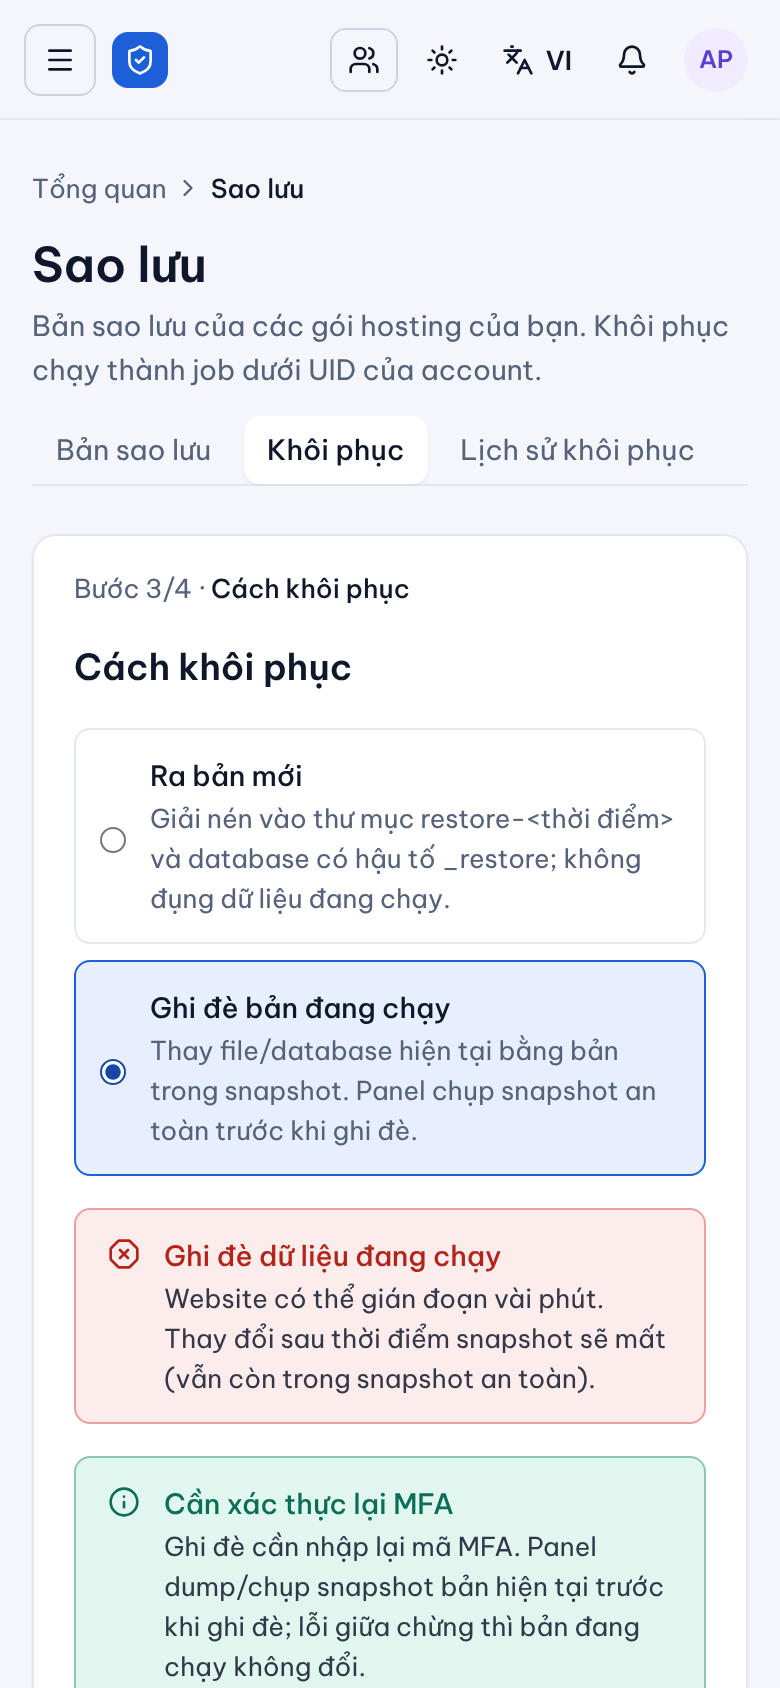 VI
AP
Tổng quan > Sao lưu
Sao lưu
Bản sao lưu của các gói hosting của bạn. Khôi phục
chạy thành job dưới UID của account.
Bản sao lưu Khôi phục Lịch sử khôi phục
Bước 3/4 · Cách khôi phục
Cách khôi phục
Ra bản mới
Giải nén vào thư mục restore-<thời điểm>
và database có hậu tố _restore; không
đụng dữ liệu đang chạy.
Ghi đè bản đang chạy
Thay file/database hiện tại bằng bản
trong snapshot. Panel chụp snapshot an
toàn trước khi ghi đè.
Ghi đè dữ liệu đang chạy
Website có thể gián đoạn vài phút.
Thay đổi sau thời điểm snapshot sẽ mất
(vẫn còn trong snapshot an toàn).
Cần xác thực lại MFA
Ghi đè cần nhập lại mã MFA. Panel
dump/chụp snapshot bản hiện tại trước
khi ghi đè; lỗi giữa chừng thì bản đang
chạy không đổi.